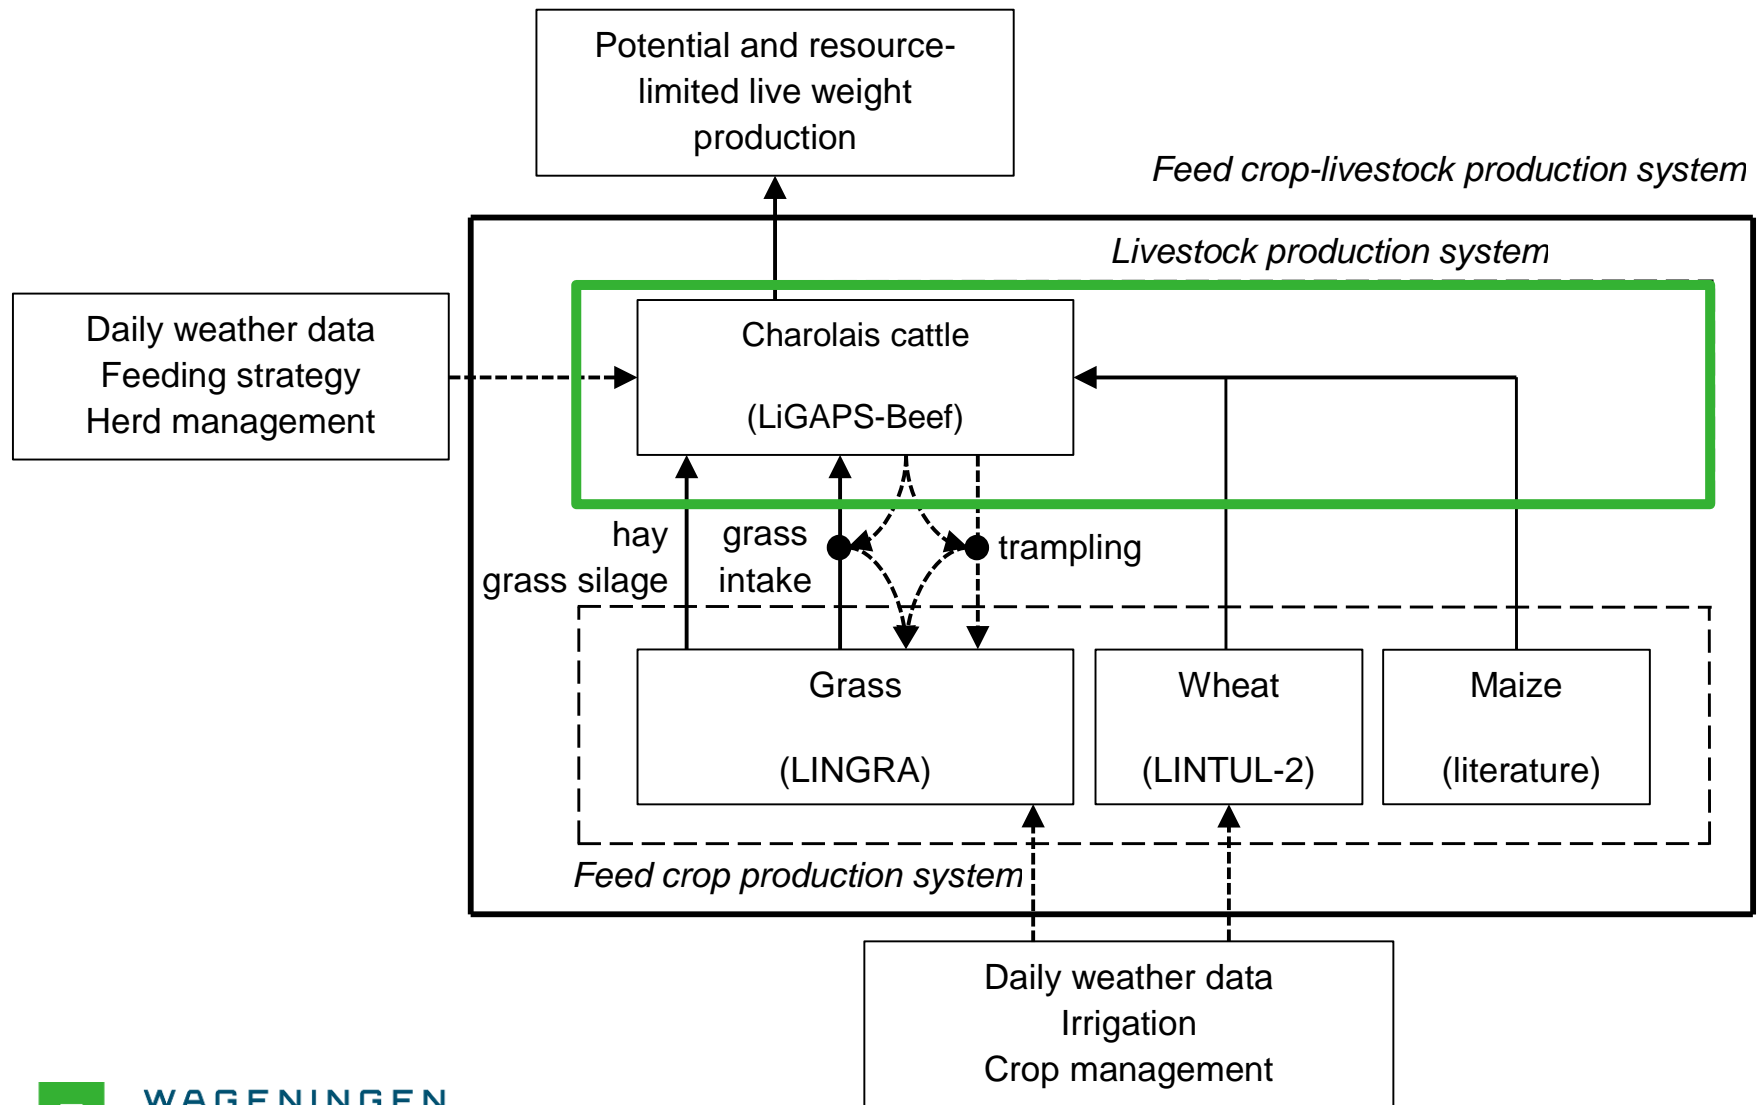 Potential and resource-
limited live weight
production
Feed crop-livestock production system
Livestock production system
Daily weather data
Feeding strategy
Herd management
Charolais cattle
(LiGAPS-Beef)
hay
grass silage
grass
intake
trampling
Grass
(LINGRA)
Wheat
(LINTUL-2)
Maize
(literature)
Feed crop production system
Daily weather data
Irrigation
Crop management
WAGENINGEN